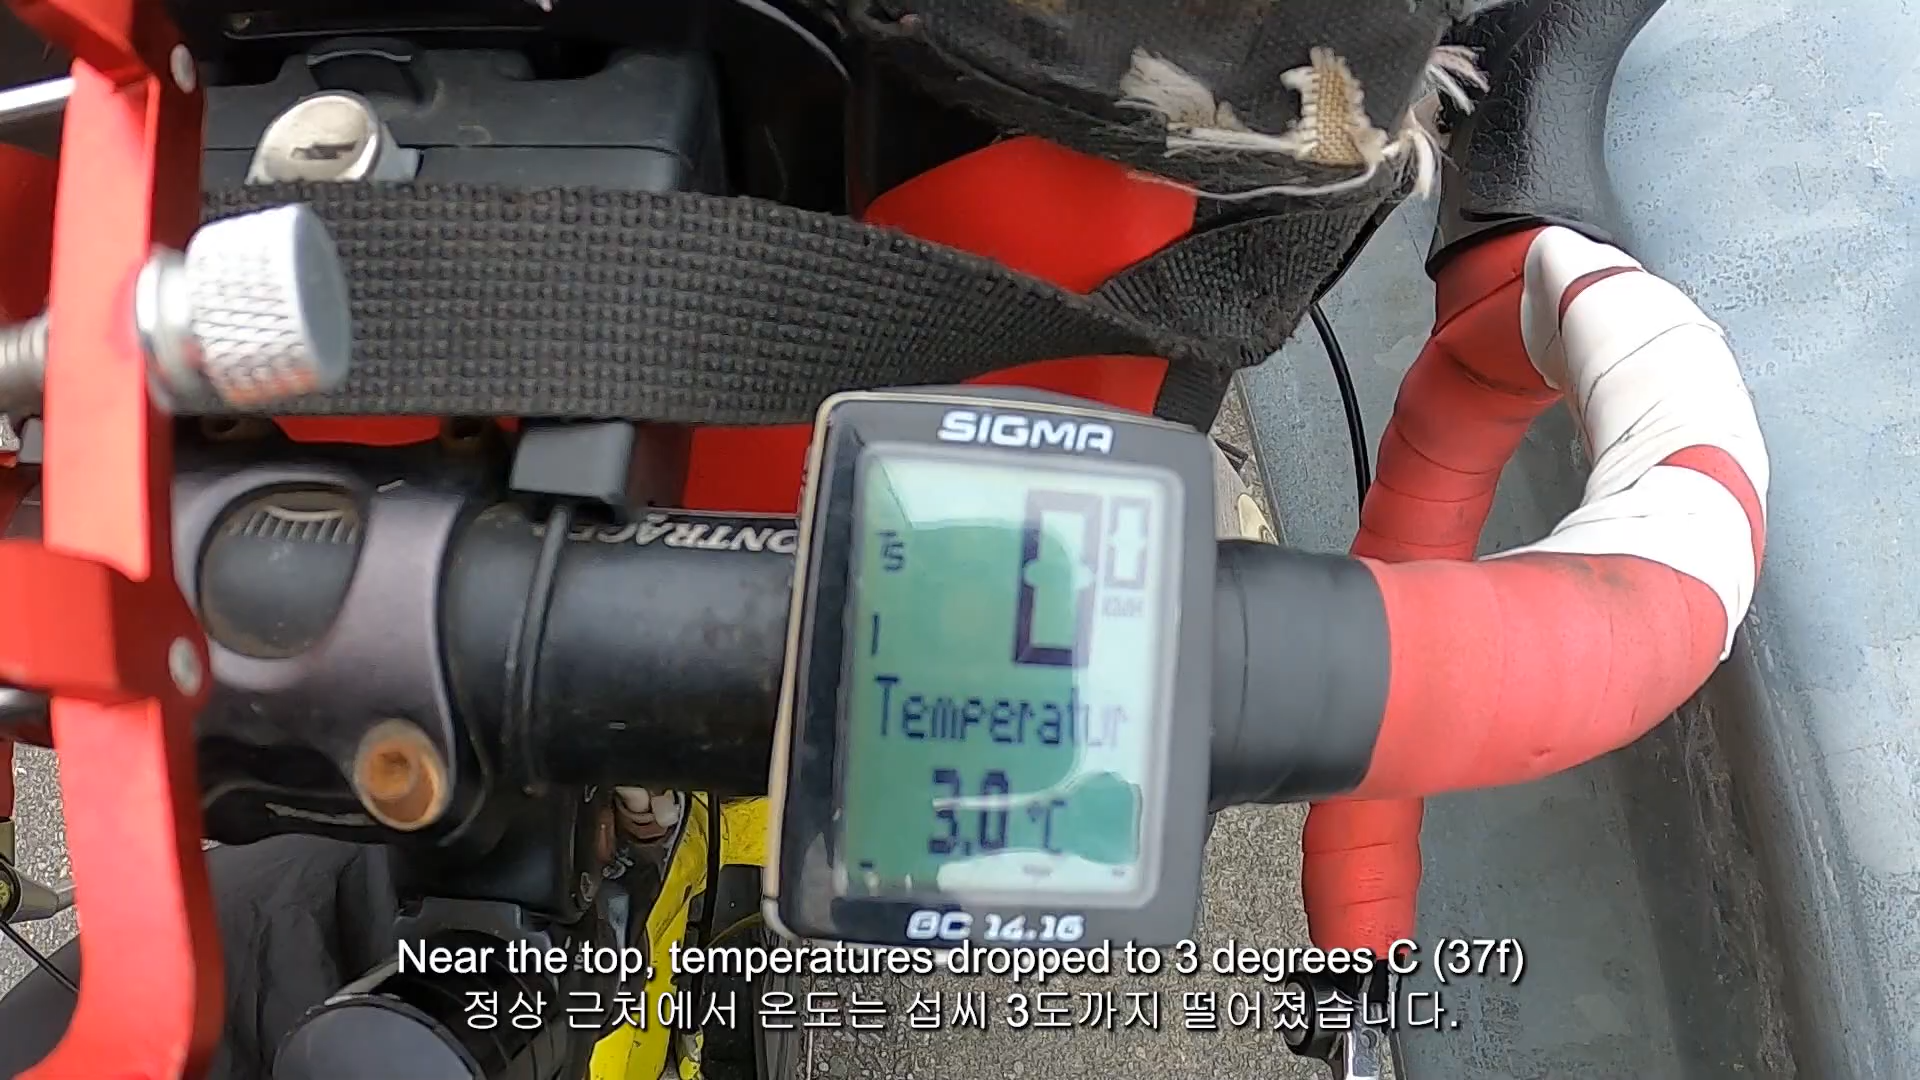 SIGMA
0 0
KMH
Temperatur
3.0 °C
BC 14.16
Near the top, temperatures dropped to 3 degrees C (37f)
정상 근처에서 온도는 섭씨 3도까지 떨어졌습니다.